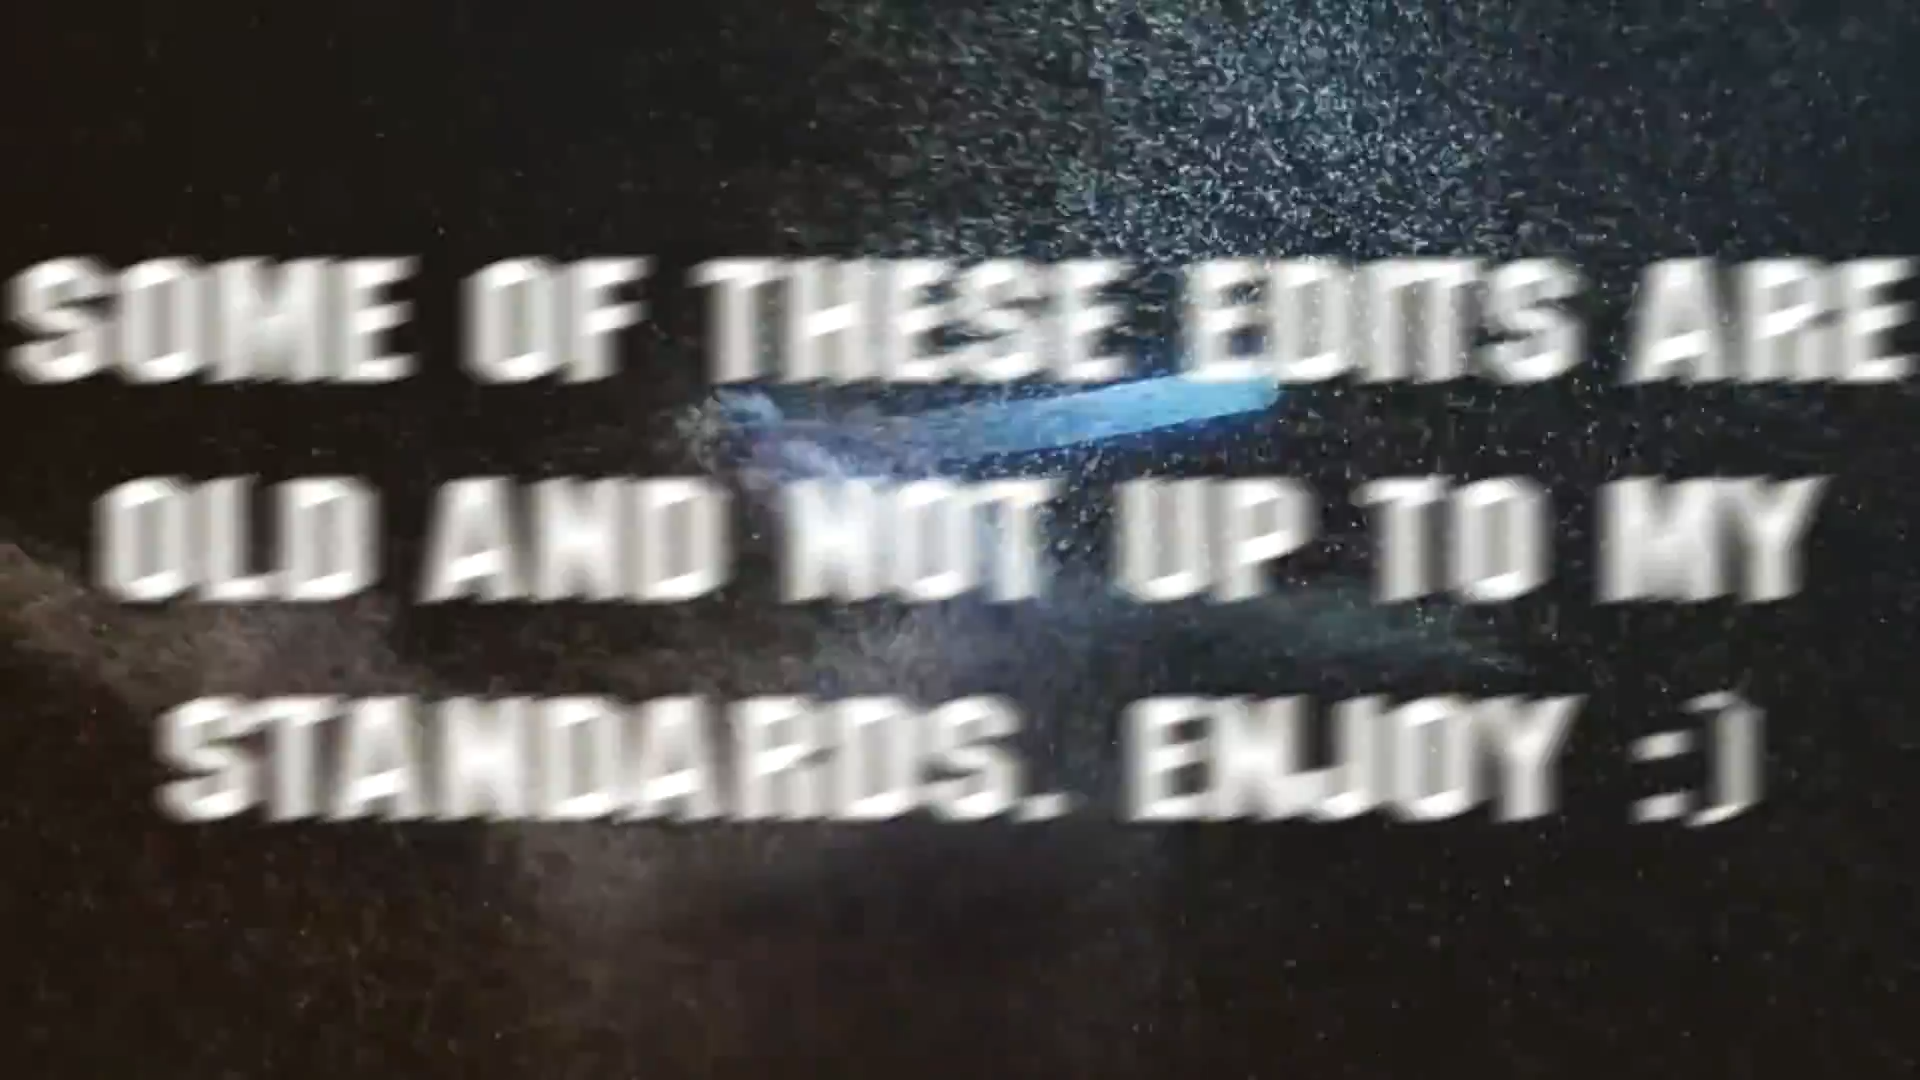 SOME OF THESE EDITS ARE
OLD AND NOT UP TO MY
STANDARDS. ENJOY :)